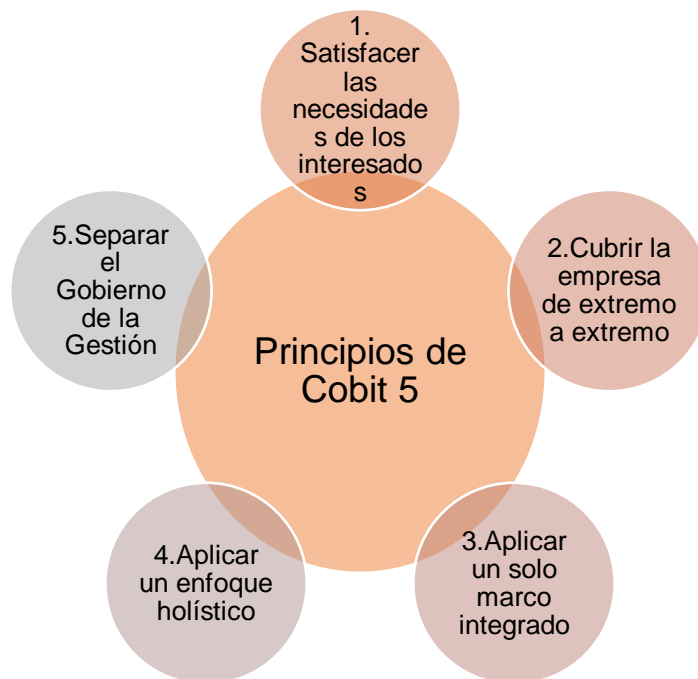 1.
Satisfacer
las
necesidade
s de los
interesado
s
2.Cubrir la
empresa
de extremo
a extremo
3.Aplicar
un solo
marco
integrado
4.Aplicar
un enfoque
holístico
5.Separar
el
Gobierno
de la
Gestión
Principios de
Cobit 5